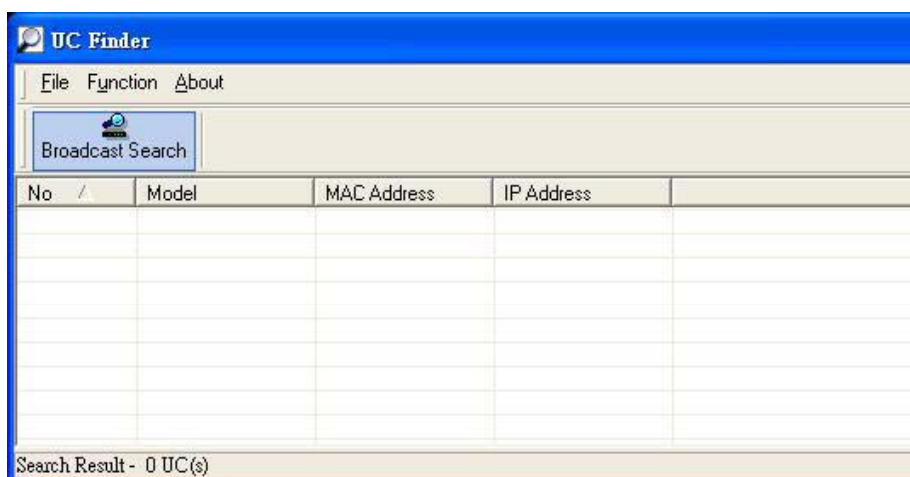 UC Finder
File Function About
Broadcast Search
No Model MAC Address IP Address
Search Result - 0 UC(s)